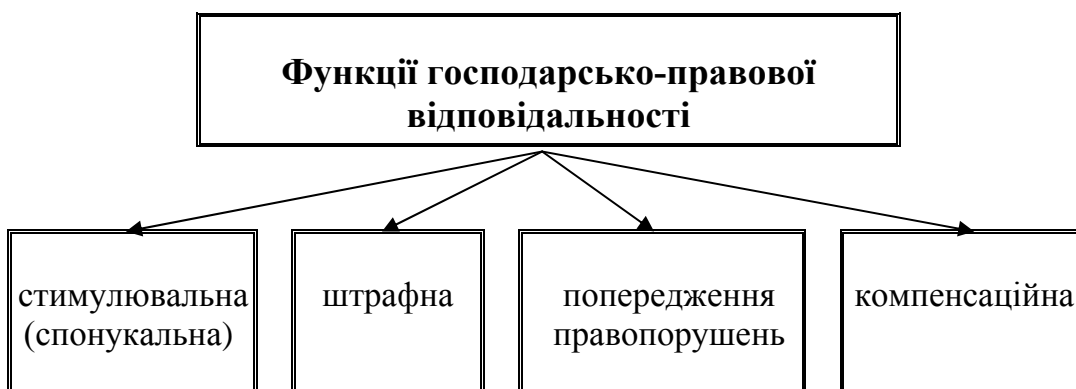 Функції господарсько-правової
відповідальності
стимулювальна
(спонукальна)
штрафна
попередження
правопорушень
компенсаційна